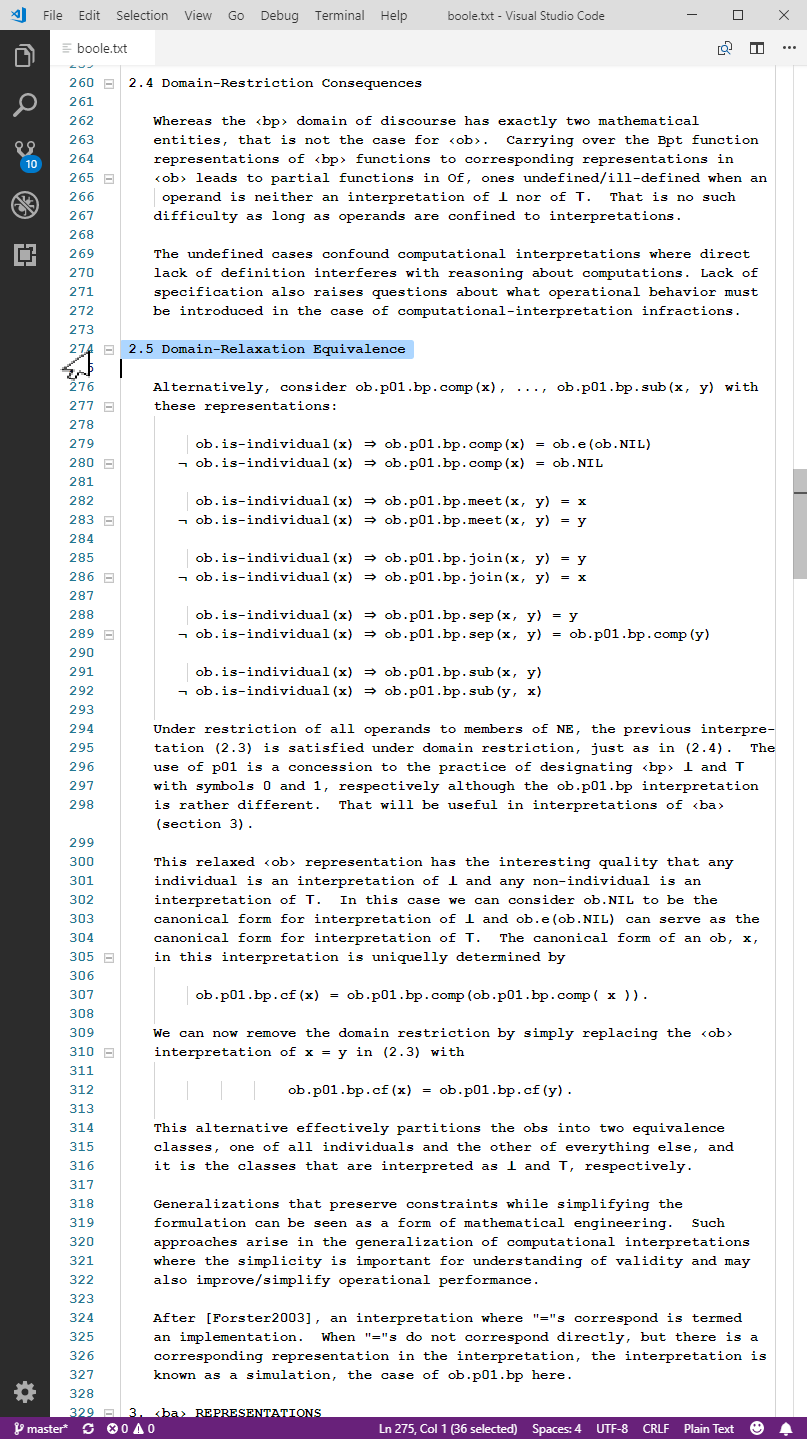 File Edit Selection View Go Debug Terminal Help boole.txt - Visual Studio Code
boole.txt
259
260 2.4 Domain-Restriction Consequences
261
262 Whereas the ‹bp› domain of discourse has exactly two mathematical
263 entities, that is not the case for ‹ob›.  Carrying over the Bpt function
264 representations of ‹bp› functions to corresponding representations in
265 ‹ob› leads to partial functions in Of, ones undefined/ill-defined when an
266 operand is neither an interpretation of ⊥ nor of ⊤.  That is no such
267 difficulty as long as operands are confined to interpretations.
268
269 The undefined cases confound computational interpretations where direct
270 lack of definition interferes with reasoning about computations. Lack of
271 specification also raises questions about what operational behavior must
272 be introduced in the case of computational-interpretation infractions.
273
274 2.5 Domain-Relaxation Equivalence
5
276 Alternatively, consider ob.p01.bp.comp(x), ..., ob.p01.bp.sub(x, y) with
277 these representations:
278
279 ob.is-individual(x) ⇒ ob.p01.bp.comp(x) = ob.e(ob.NIL)
280 ¬ ob.is-individual(x) ⇒ ob.p01.bp.comp(x) = ob.NIL
281
282 ob.is-individual(x) ⇒ ob.p01.bp.meet(x, y) = x
283 ¬ ob.is-individual(x) ⇒ ob.p01.bp.meet(x, y) = y
284
285 ob.is-individual(x) ⇒ ob.p01.bp.join(x, y) = y
286 ¬ ob.is-individual(x) ⇒ ob.p01.bp.join(x, y) = x
287
288 ob.is-individual(x) ⇒ ob.p01.bp.sep(x, y) = y
289 ¬ ob.is-individual(x) ⇒ ob.p01.bp.sep(x, y) = ob.p01.bp.comp(y)
290
291 ob.is-individual(x) ⇒ ob.p01.bp.sub(x, y)
292 ¬ ob.is-individual(x) ⇒ ob.p01.bp.sub(y, x)
293
294 Under restriction of all operands to members of NE, the previous interpre-
295 tation (2.3) is satisfied under domain restriction, just as in (2.4).  The
296 use of p01 is a concession to the practice of designating ‹bp› ⊥ and ⊤
297 with symbols 0 and 1, respectively although the ob.p01.bp interpretation
298 is rather different.  That will be useful in interpretations of ‹ba›
(section 3).
299
300 This relaxed ‹ob› representation has the interesting quality that any
301 individual is an interpretation of ⊥ and any non-individual is an
302 interpretation of ⊤.  In this case we can consider ob.NIL to be the
303 canonical form for interpretation of ⊥ and ob.e(ob.NIL) can serve as the
304 canonical form for interpretation of ⊤.  The canonical form of an ob, x,
305 in this interpretation is uniquelly determined by
306
307 ob.p01.bp.cf(x) = ob.p01.bp.comp(ob.p01.bp.comp( x )).
308
309 We can now remove the domain restriction by simply replacing the ‹ob›
310 interpretation of x = y in (2.3) with
311
312 ob.p01.bp.cf(x) = ob.p01.bp.cf(y).
313
314 This alternative effectively partitions the obs into two equivalence
315 classes, one of all individuals and the other of everything else, and
316 it is the classes that are interpreted as ⊥ and ⊤, respectively.
317
318 Generalizations that preserve constraints while simplifying the
319 formulation can be seen as a form of mathematical engineering.  Such
320 approaches arise in the generalization of computational interpretations
321 where the simplicity is important for understanding of validity and may
322 also improve/simplify operational performance.
323
324 After [Forster2003], an interpretation where "="s correspond is termed
325 an implementation.  When "="s do not correspond directly, but there is a
326 corresponding representation in the interpretation, the interpretation is
327 known as a simulation, the case of ob.p01.bp here.
328
329 3. ‹ba› REPRESENTATIONS
10
master* 0 0 Ln 275, Col 1 (36 selected) Spaces: 4 UTF-8 CRLF Plain Text